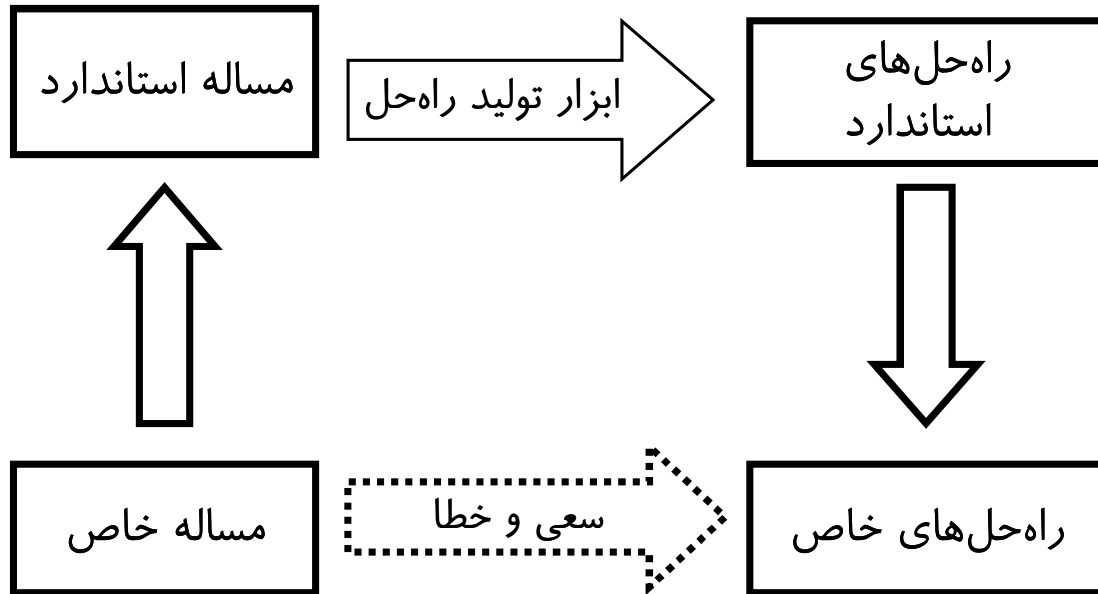 مساله استاندارد
ابزار تولید راه‌حل
راه‌حل‌های
استاندارد
مساله خاص
سعی و خطا
راه‌حل‌های خاص